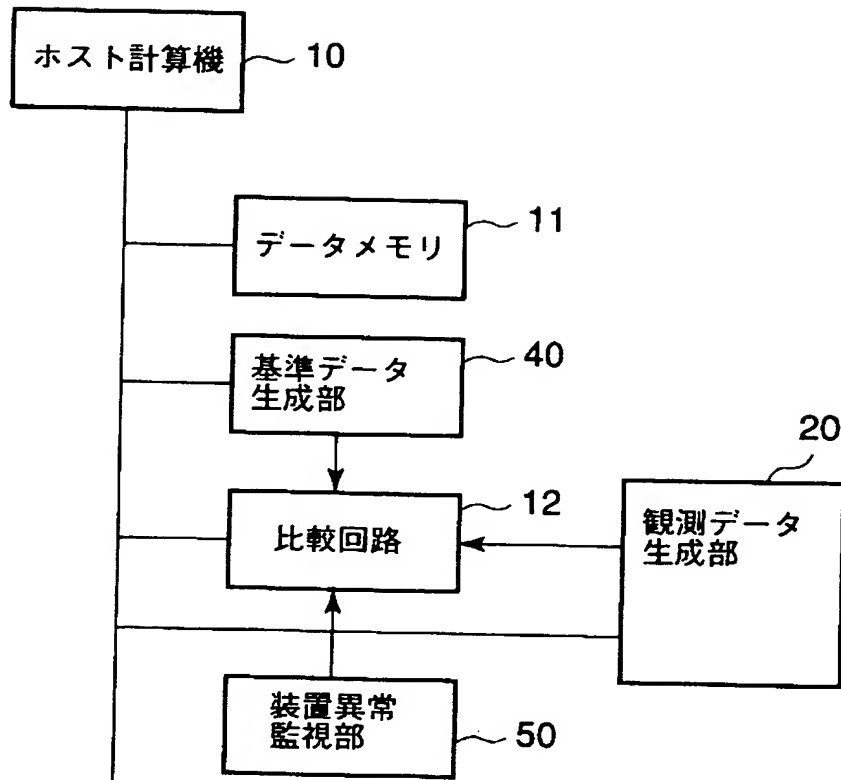 ホスト計算機
10
データメモリ
11
基準データ
生成部
40
比較回路
12
20
観測データ
生成部
装置異常
監視部
50